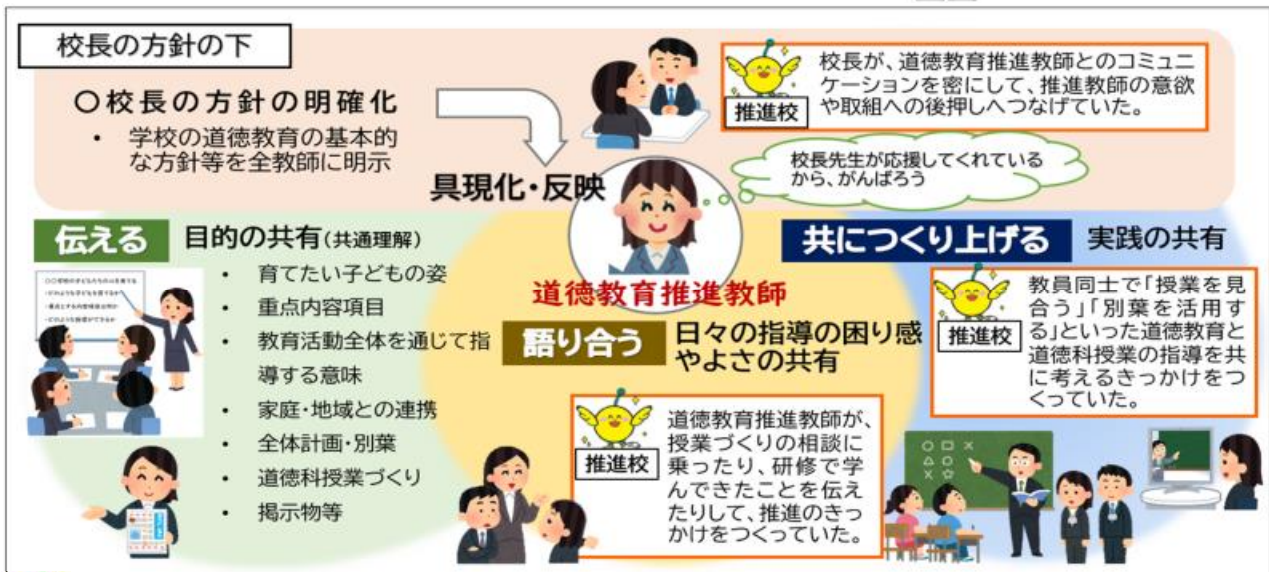 校長の方針の下
〇校長の方針の明確化
・ 学校の道徳教育の基本的
な方針等を全教師に明示
具現化・反映
推進校
校長が、道徳教育推進教師とのコミュニ
ケーションを密にして、推進教師の意欲
や取組への後押しへつなげていた。
校長先生が応援してくれている
から、がんばろう
道徳教育推進教師
伝える 目的の共有(共通理解)
・ 育てたい子どもの姿
・ 重点内容項目
・ 教育活動全体を通じて指
導する意味
・ 家庭・地域との連携
・ 全体計画・別葉
・ 道徳科授業づくり
・ 掲示物等
語り合う 日々の指導の困り感
やよさの共有
推進校
道徳教育推進教師が、
授業づくりの相談に
乗ったり、研修で学
んできたことを伝え
たりして、推進のきっ
かけをつくっていた。
共につくり上げる 実践の共有
推進校
教員同士で「授業を見
合う」「別葉を活用す
る」といった道徳教育と
道徳科授業の指導を共
に考えるきっかけをつ
くっていた。